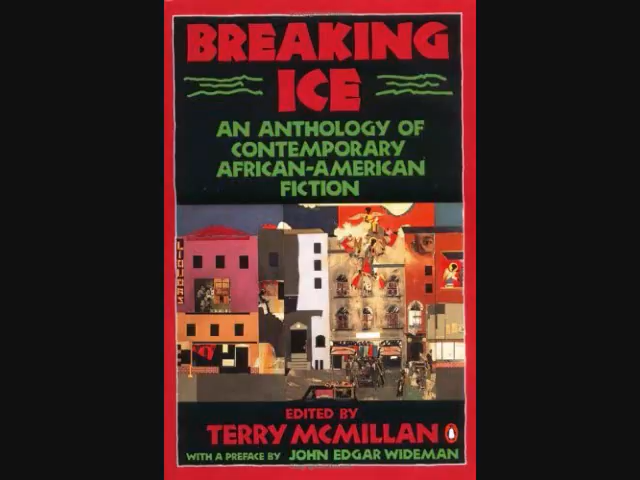 BREAKING
ICE
AN ANTHOLOGY OF
CONTEMPORARY
AFRICAN-AMERICAN
FICTION
LIQUORS
EDITED BY
TERRY MCMILLAN
WITH A PREFACE BY JOHN EDGAR WIDEMAN